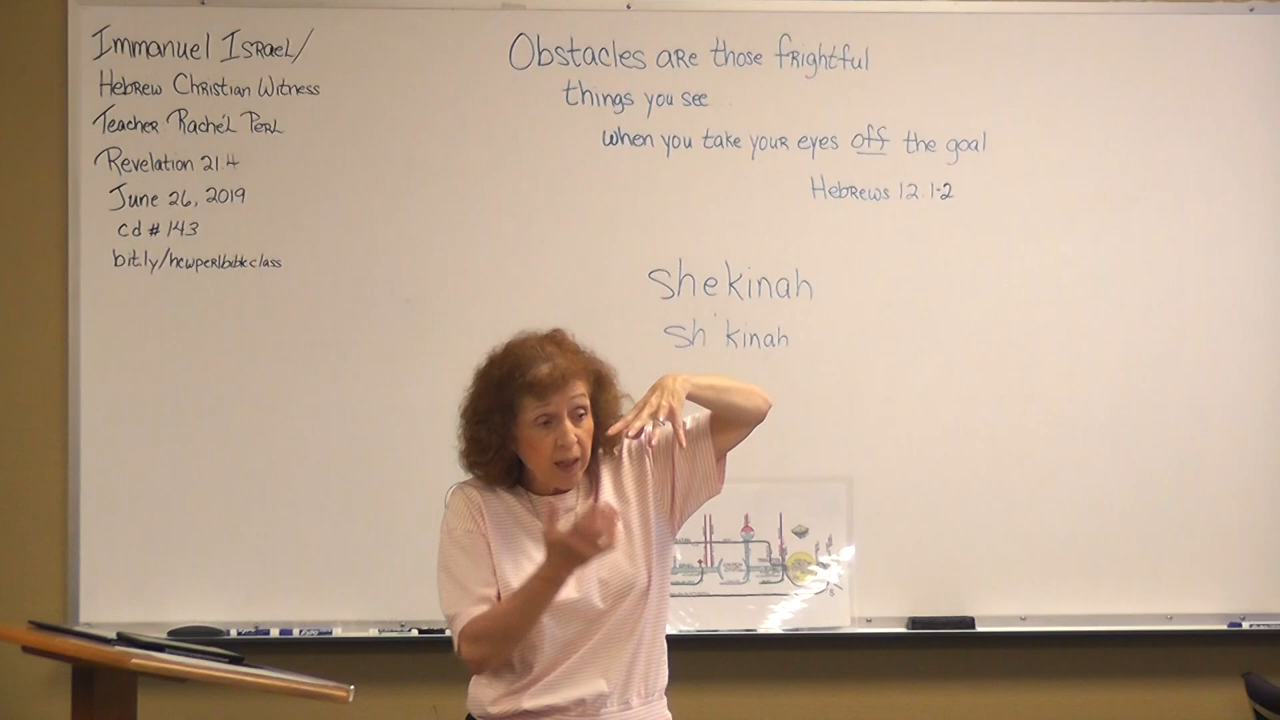 Immanuel Israel/
Hebrew Christian Witness
Teacher Rachel Perl
Revelation 21.4
June 26, 2019
cd # 143
bit.ly/hcwperlbibleclass
Obstacles are those frightful
things you see
when you take your eyes off the goal
Hebrews 12.1-2
shekinah
sh'kinah